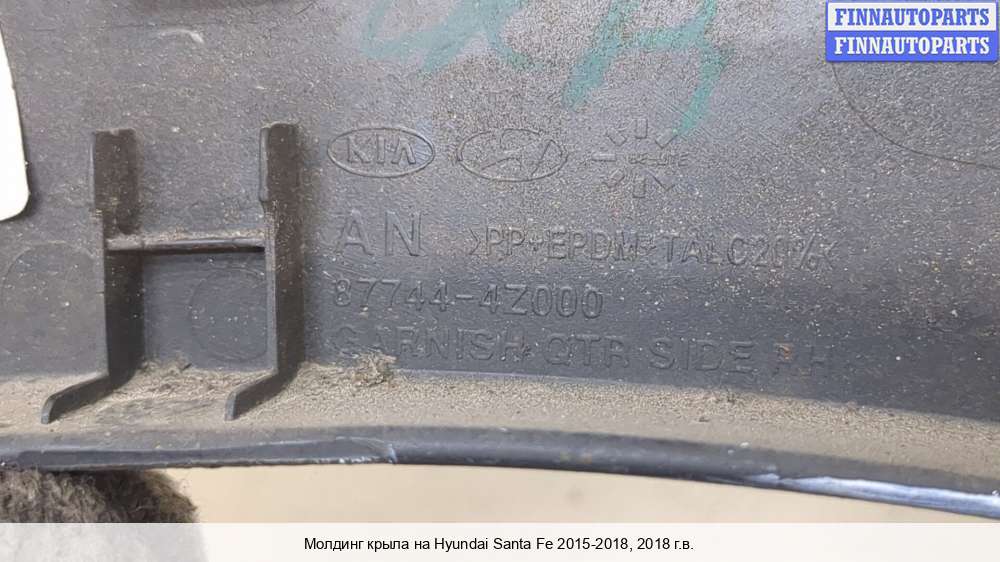 FINNAUTOPARTS
FINNAUTOPARTS
KIA
AN >PP+EPDM-TALC20%<
87744-4Z000
GARNISH-QTR SIDE RH
Молдинг крыла на Hyundai Santa Fe 2015-2018, 2018 г.в.